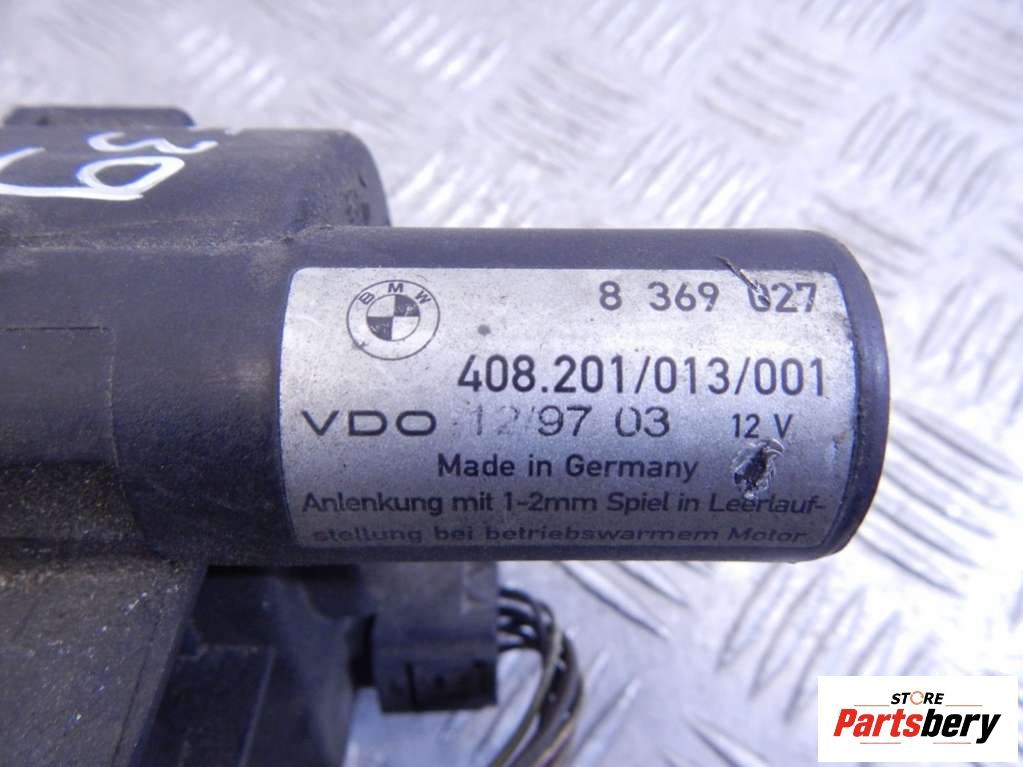 39
BMW
8 369 027
408.201/013/001
VDO 12/97 03 12 V
Made in Germany
Anlenkung mit 1-2mm Spiel in Leerlauf-
stellung bei betriebswarmem Motor
STORE
Partsbery